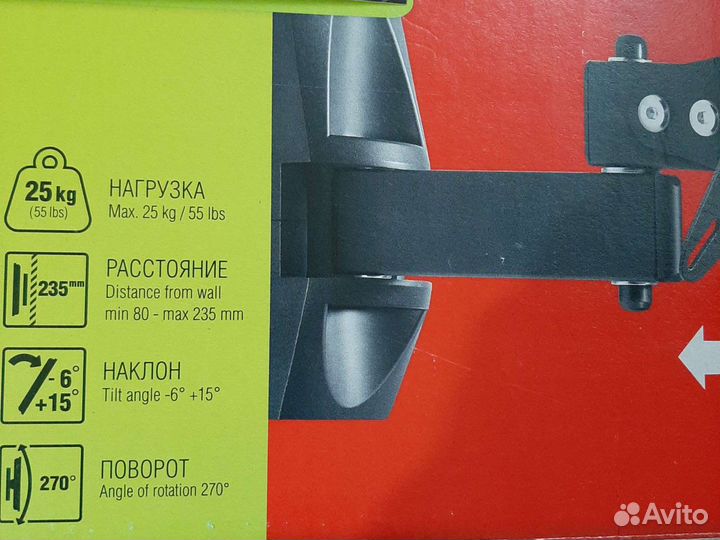 25 kg
(55 lbs)
НАГРУЗКА
Max. 25 kg / 55 lbs
235mm
РАССТОЯНИЕ
Distance from wall
min 80 - max 235 mm
- 6°
+15°
НАКЛОН
Tilt angle -6° +15°
270°
ПОВОРОТ
Angle of rotation 270°
Avito